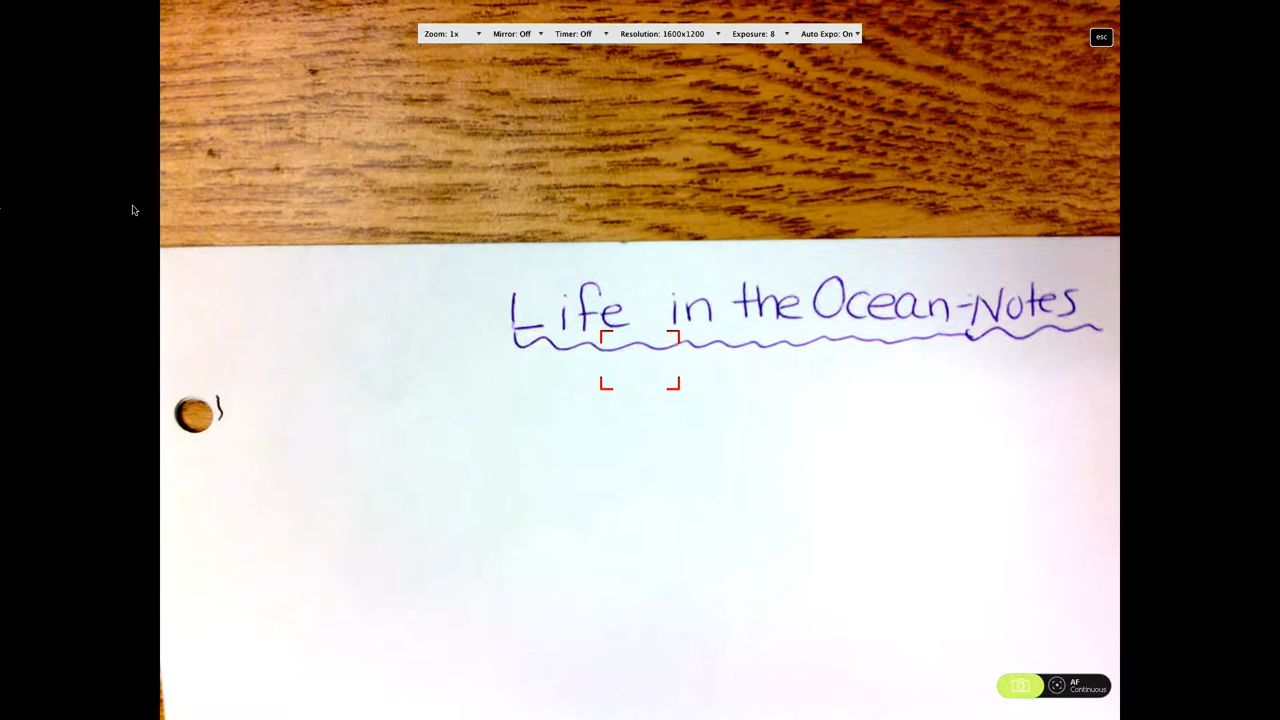 Zoom: 1x Mirror: Off Timer: Off Resolution: 1600x1200 Exposure: 8 Auto Expo: On
esc
Life in the Ocean-Notes
AF
Continuous